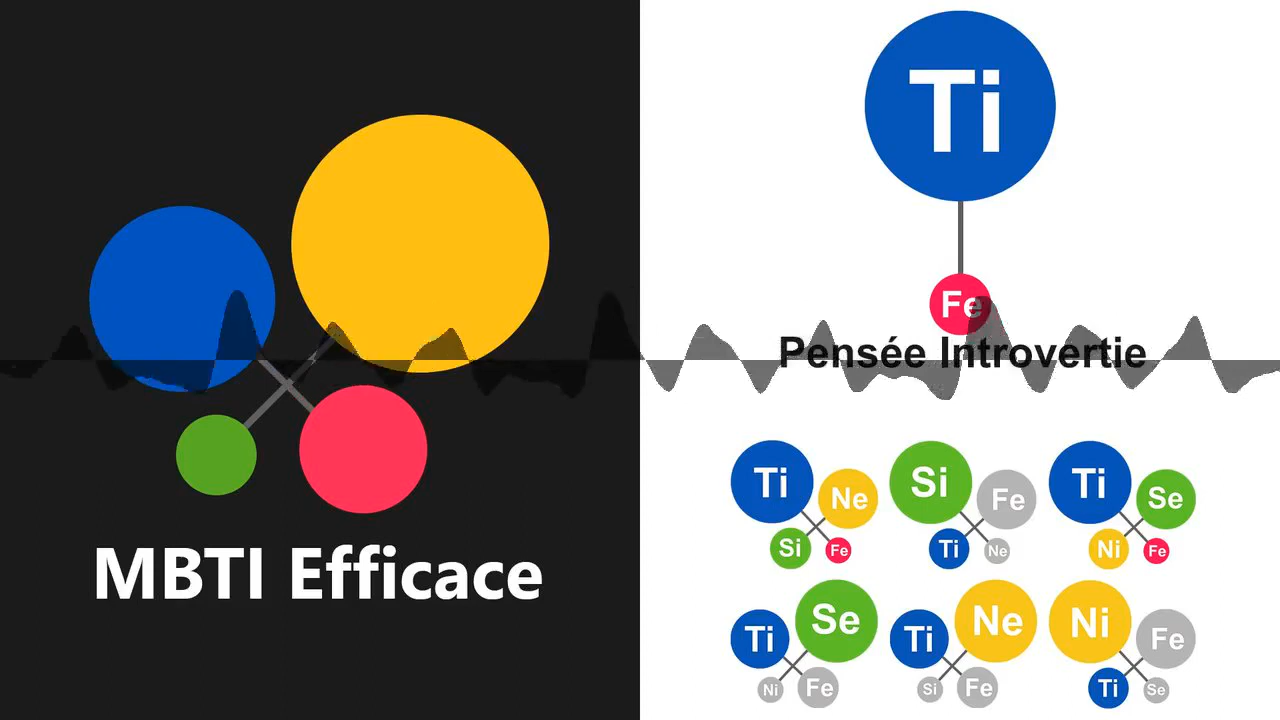 MBTI Efficace
Ti
Fe
Pensée Introvertie
Ti Ne Si Fe
Si Fe Ti Ne
Ti Se Ni Fe
Ti Se Ni Fe
Ti Ne Si Fe
Ni Fe Ti Se